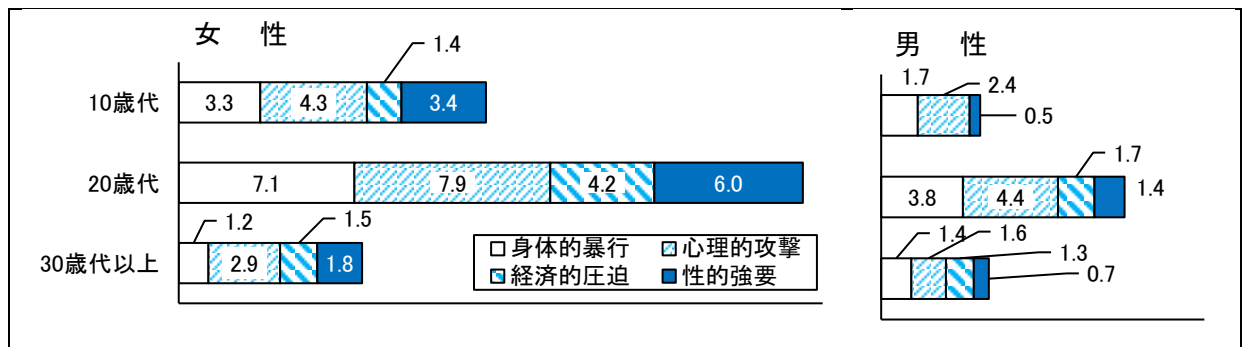 女 性
1.4
10歳代 3.3 4.3 3.4
20歳代 7.1 7.9 4.2 6.0
1.2 1.5
30歳代以上 2.9 1.8
□身体的暴行 心理的攻撃
経済的圧迫 ■性的強要
男 性
1.7 2.4
0.5
1.7
3.8 4.4 1.4
1.4 1.6 1.3
0.7